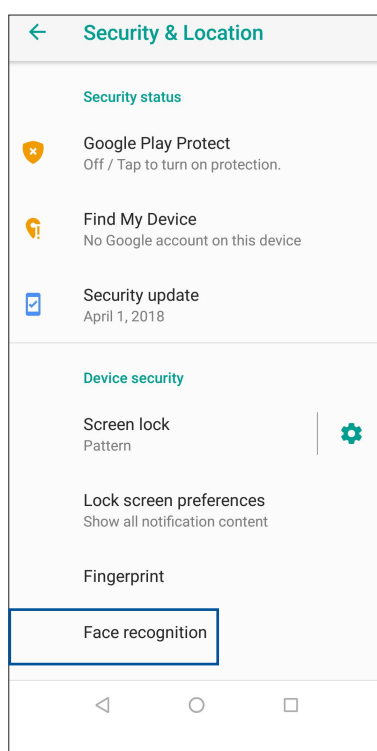 Security & Location
Security status
Google Play Protect
Off / Tap to turn on protection.
Find My Device
No Google account on this device
Security update
April 1, 2018
Device security
Screen lock
Pattern
Lock screen preferences
Show all notification content
Fingerprint
Face recognition